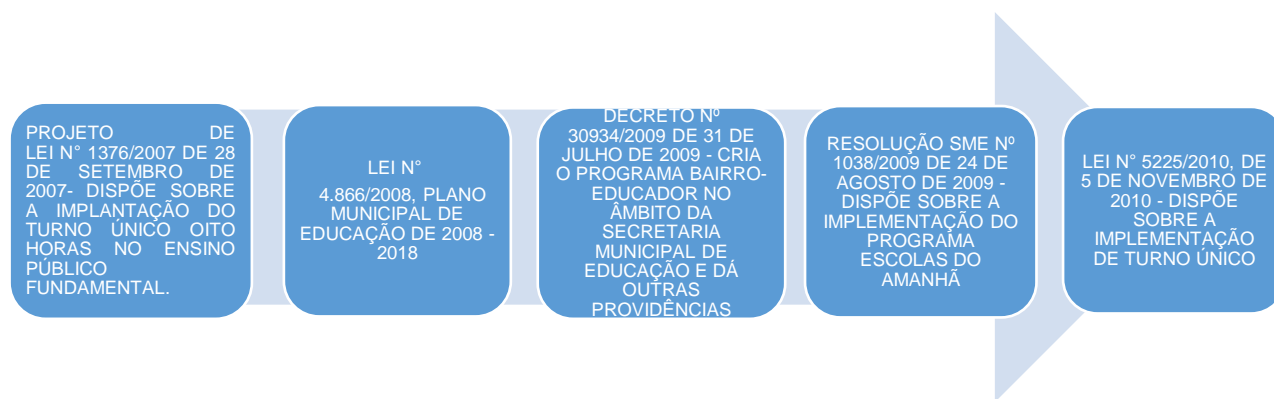 PROJETO DE
LEI N° 1376/2007 DE 28
DE SETEMBRO DE
2007- DISPÕE SOBRE
A IMPLANTAÇÃO DO
TURNO ÚNICO OITO
HORAS NO ENSINO
PÚBLICO
FUNDAMENTAL.
LEI N°
4.866/2008, PLANO
MUNICIPAL DE
EDUCAÇÃO DE 2008 -
2018
DECRETO Nº
30934/2009 DE 31 DE
JULHO DE 2009 - CRIA
O PROGRAMA BAIRRO-
EDUCADOR NO
ÂMBITO DA
SECRETARIA
MUNICIPAL DE
EDUCAÇÃO E DÁ
OUTRAS
PROVIDÊNCIAS
RESOLUÇÃO SME Nº
1038/2009 DE 24 DE
AGOSTO DE 2009 -
DISPÕE SOBRE A
IMPLEMENTAÇÃO DO
PROGRAMA
ESCOLAS DO
AMANHÃ
LEI N° 5225/2010, DE
5 DE NOVEMBRO DE
2010 - DISPÕE
SOBRE A
IMPLEMENTAÇÃO
DE TURNO ÚNICO